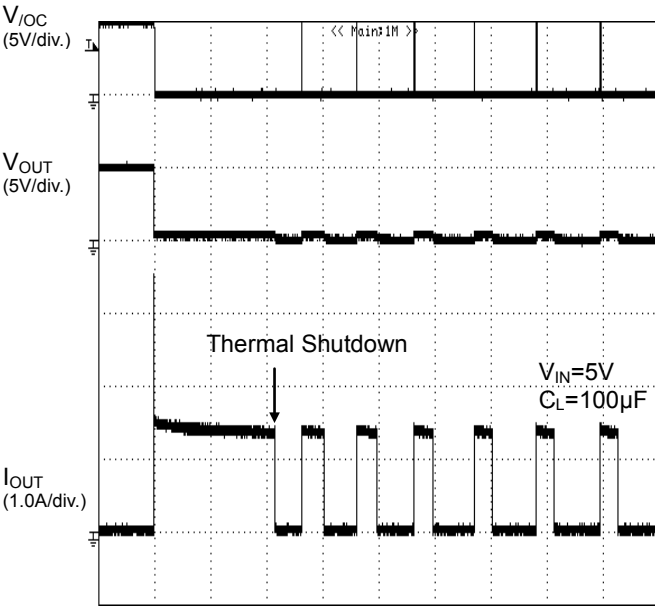 V/OC
(5V/div.)
<< Main:1M >>
VOUT
(5V/div.)
Thermal Shutdown
VIN=5V
CL=100µF
IOUT
(1.0A/div.)